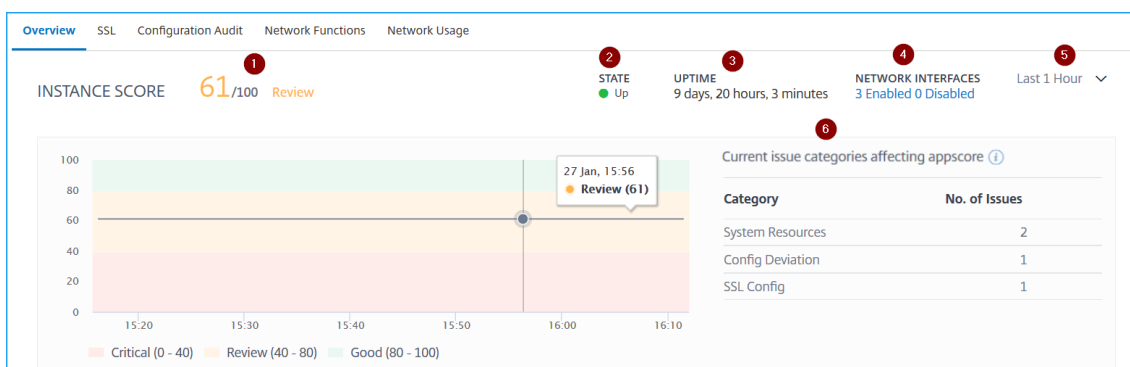 Overview SSL Configuration Audit Network Functions Network Usage
1 2 3 4 5
INSTANCE SCORE 61/100 Review
STATE
Up
UPTIME
9 days, 20 hours, 3 minutes
NETWORK INTERFACES
3 Enabled 0 Disabled
Last 1 Hour
6
Current issue categories affecting appscore i
Category No. of Issues
System Resources 2
Config Deviation 1
SSL Config 1
27 Jan, 15:56
Review (61)
100
80
60
40
20
0
15:20 15:30 15:40 15:50 16:00 16:10
Critical (0 - 40) Review (40 - 80) Good (80 - 100)